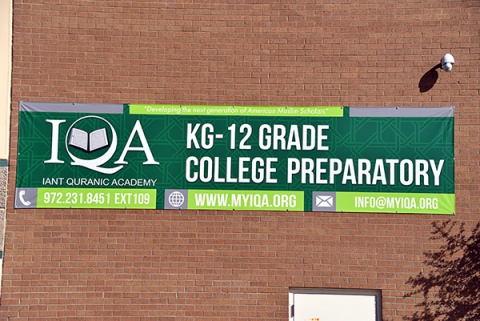 "Developing the next generation of American Muslim Scholars"
IQA
IANT QURANIC ACADEMY
KG-12 GRADE
COLLEGE PREPARATORY
972.231.8451 EXT109
WWW.MYIQA.ORG
INFO@MYIQA.ORG